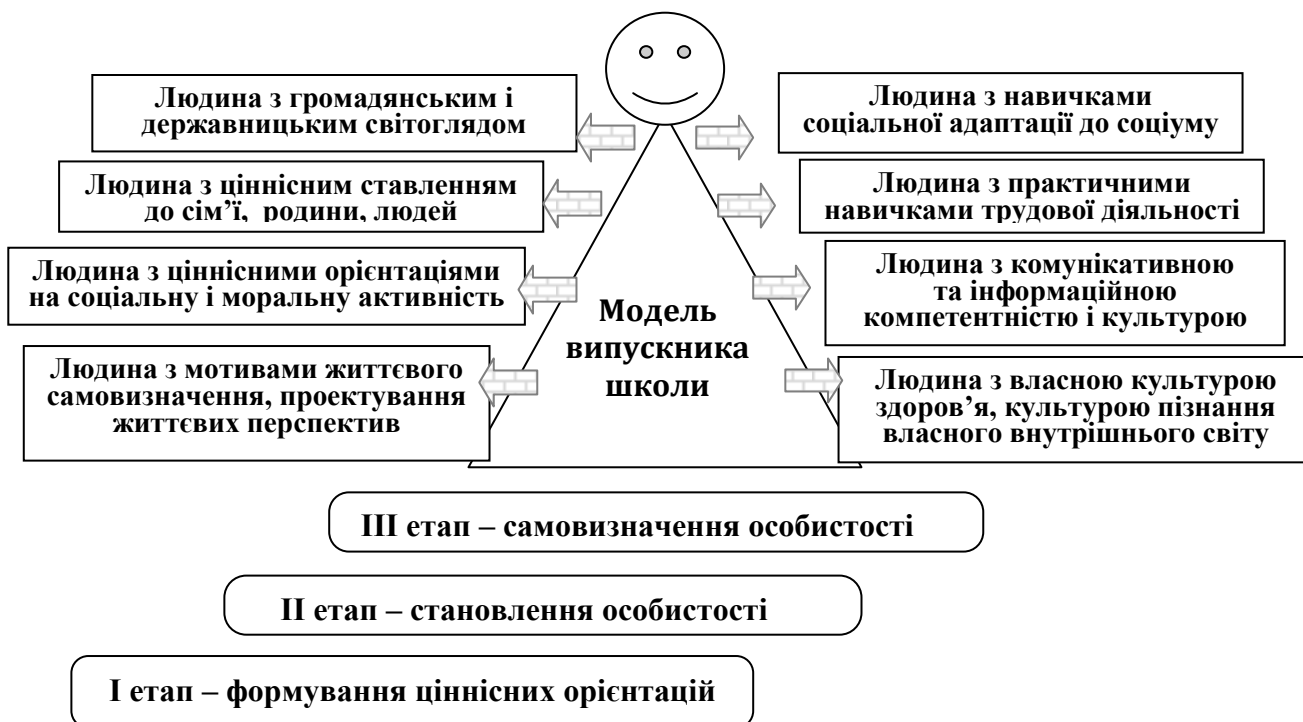 Людина з громадянським і
державницьким світоглядом
Людина з ціннісним ставленням
до сім’ї, родини, людей
Людина з ціннісними орієнтаціями
на соціальну і моральну активність
Людина з мотивами життєвого
самовизначення, проектування
життєвих перспектив
Модель
випускника
школи
Людина з навичками
соціальної адаптації до соціуму
Людина з практичними
навичками трудової діяльності
Людина з комунікативною
та інформаційною
компетентністю і культурою
Людина з власною культурою
здоров’я, культурою пізнання
власного внутрішнього світу
ІІІ етап – самовизначення особистості
ІІ етап – становлення особистості
І етап – формування ціннісних орієнтацій